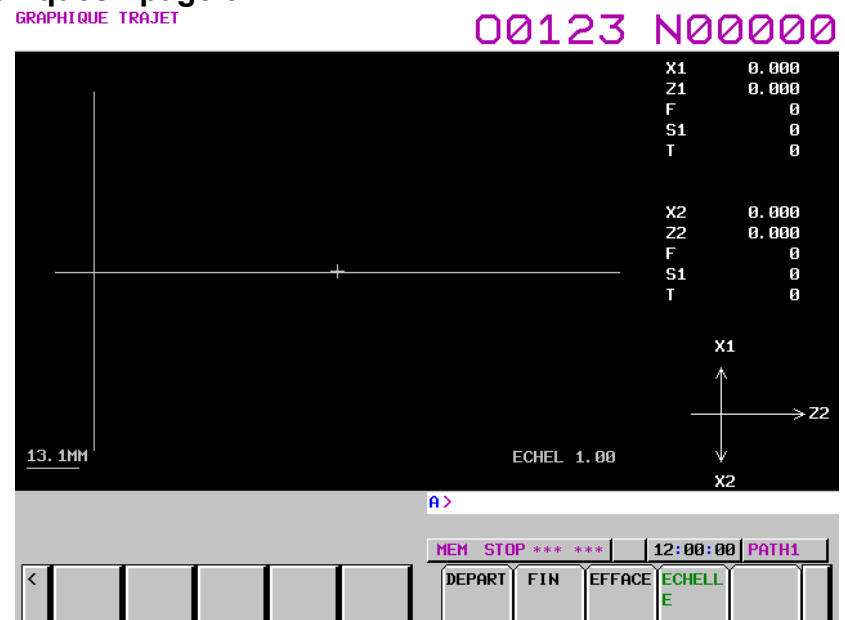 GRAPHIQUE TRAJET
O0123 N00000
X1 0.000
Z1 0.000
F 0
S1 0
T 0
X2 0.000
Z2 0.000
F 0
S1 0
T 0
X1
Z2
13.1MM
ECHEL 1.00
X2
A>
MEM STOP *** ***
12:00:00
PATH1
<
DEPART
FIN
EFFACE
ECHELL
E